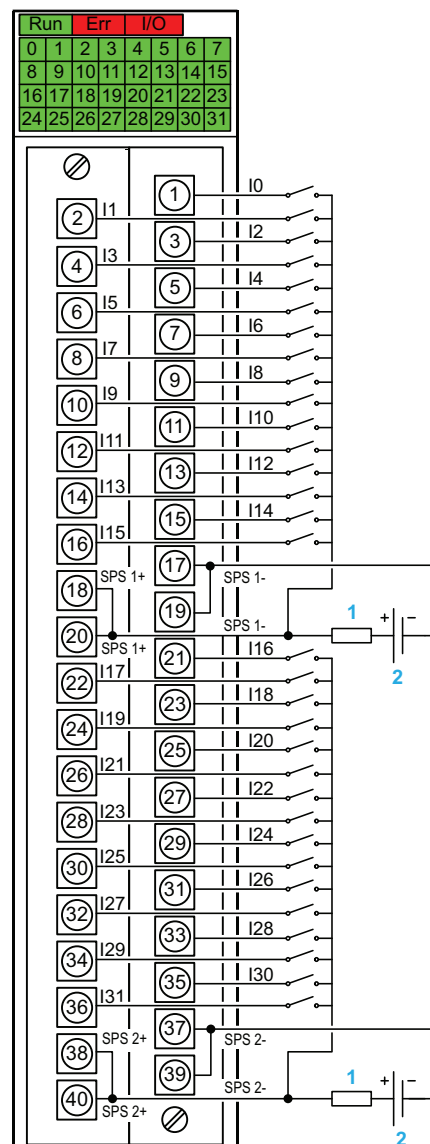 Run Err I/O
0 1 2 3 4 5 6 7
8 9 10 11 12 13 14 15
16 17 18 19 20 21 22 23
24 25 26 27 28 29 30 31
1 I0
2 I1
3 I2
4 I3
5 I4
6 I5
7 I6
8 I7
9 I8
10 I9
11 I10
12 I11
13 I12
14 I13
15 I14
16 I15
17
18 SPS 1+ SPS 1-
19
20 SPS 1+ SPS 1- 1 + − 2
21 I16
22 I17
23 I18
24 I19
25 I20
26 I21
27 I22
28 I23
29 I24
30 I25
31 I26
32 I27
33 I28
34 I29
35 I30
36 I31
37
38 SPS 2+ SPS 2-
39
40 SPS 2+ SPS 2- 1 + − 2